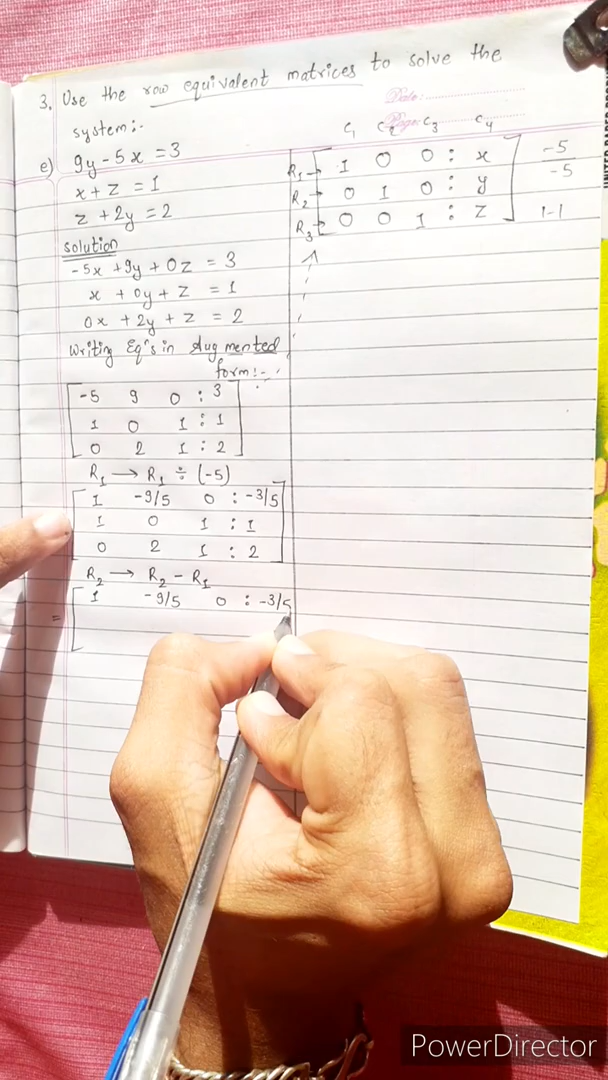 3. Use the row equivalent matrices to solve the
system:-
e) 9y - 5x = 3
x + z = 1
z + 2y = 2
solution
-5x + 9y + 0z = 3
x + 0y + z = 1
0x + 2y + z = 2
Writing Eqⁿs in Augmented
form:-
-5 9 0 : 3
1 0 1 : 1
0 2 1 : 2
R₁ → R₁ ÷ (-5)
1 -9/5 0 : -3/5
1 0 1 : 1
0 2 1 : 2
R₂ → R₂ - R₁
= 1 -9/5 0 : -3/5
Date:
Page:
C₁ C₂ C₃ C₄
R₁ → 1 0 0 : x
R₂ → 0 1 0 : y
R₃ → 0 0 1 : z
-5
-5
1-1
PowerDirector